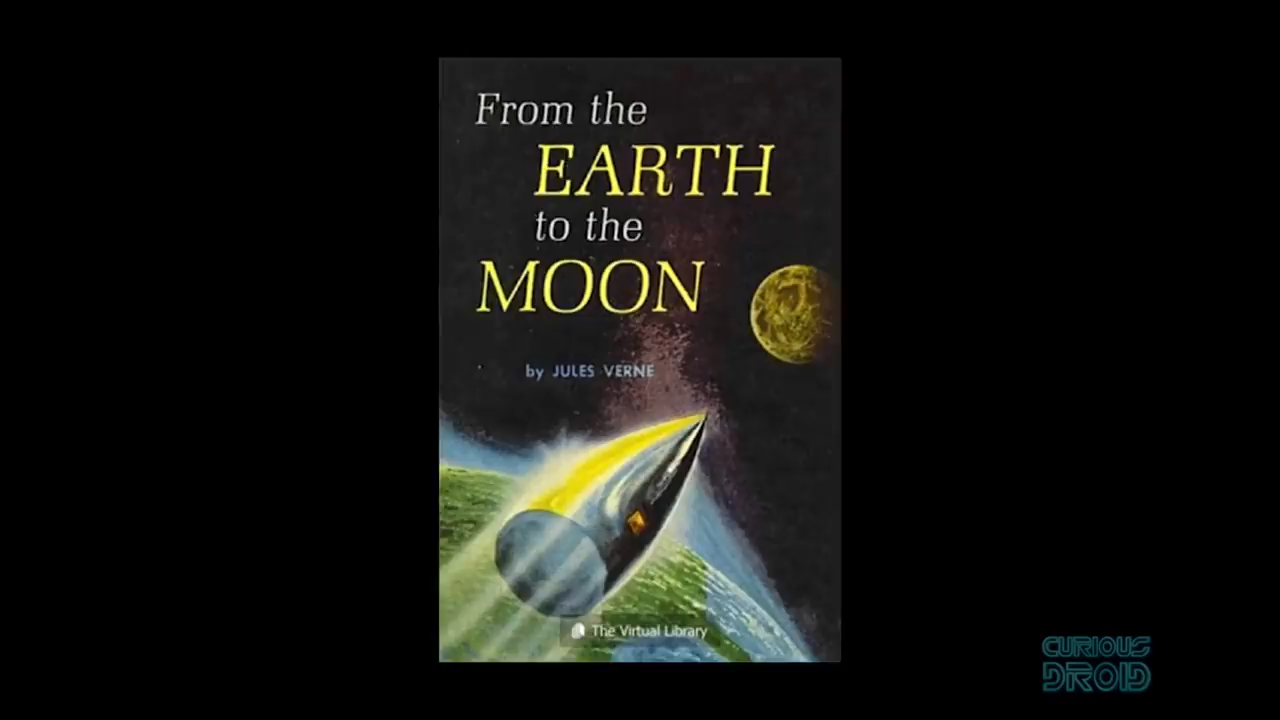 From the
EARTH
to the
MOON
by JULES VERNE
The Virtual Library
CURIOUS
DROID